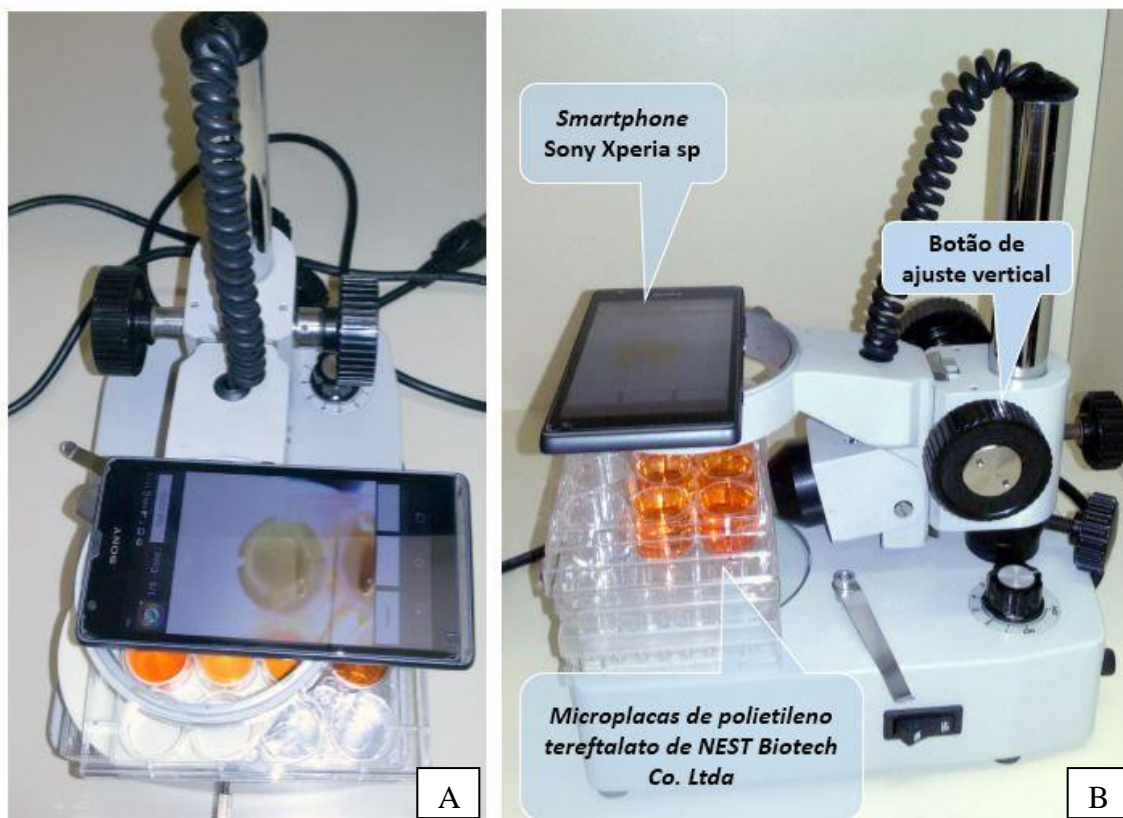 SONY
A
Smartphone
Sony Xperia sp
Botão de
ajuste vertical
Microplacas de polietileno
tereftalato de NEST Biotech
Co. Ltda
B